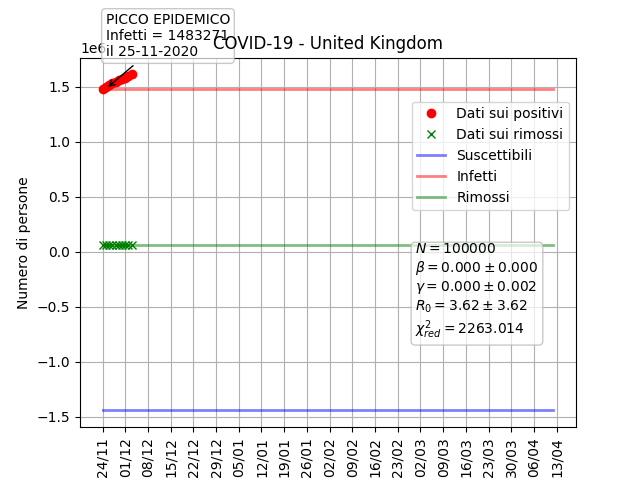 PICCO EPIDEMICO
Infetti = 1483271
il 25-11-2020
COVID-19 - United Kingdom
1e6
Numero di persone
1.5
1.0
0.5
0.0
−0.5
−1.0
−1.5
Dati sui positivi
Dati sui rimossi
Suscettibili
Infetti
Rimossi
N = 100000
β = 0.000 ± 0.000
γ = 0.000 ± 0.002
R₀ = 3.62 ± 3.62
χ²_red = 2263.014
24/11
01/12
08/12
15/12
22/12
29/12
05/01
12/01
19/01
26/01
02/02
09/02
16/02
23/02
02/03
09/03
16/03
23/03
30/03
06/04
13/04